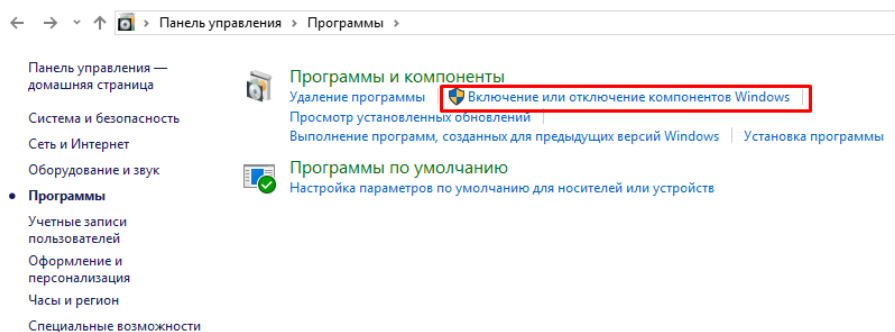 Панель управления › Программы ›
Панель управления —
домашняя страница
Система и безопасность
Сеть и Интернет
Оборудование и звук
Программы
Учетные записи
пользователей
Оформление и
персонализация
Часы и регион
Специальные возможности
Программы и компоненты
Удаление программы | Включение или отключение компонентов Windows |
Просмотр установленных обновлений |
Выполнение программ, созданных для предыдущих версий Windows | Установка программы
Программы по умолчанию
Настройка параметров по умолчанию для носителей или устройств